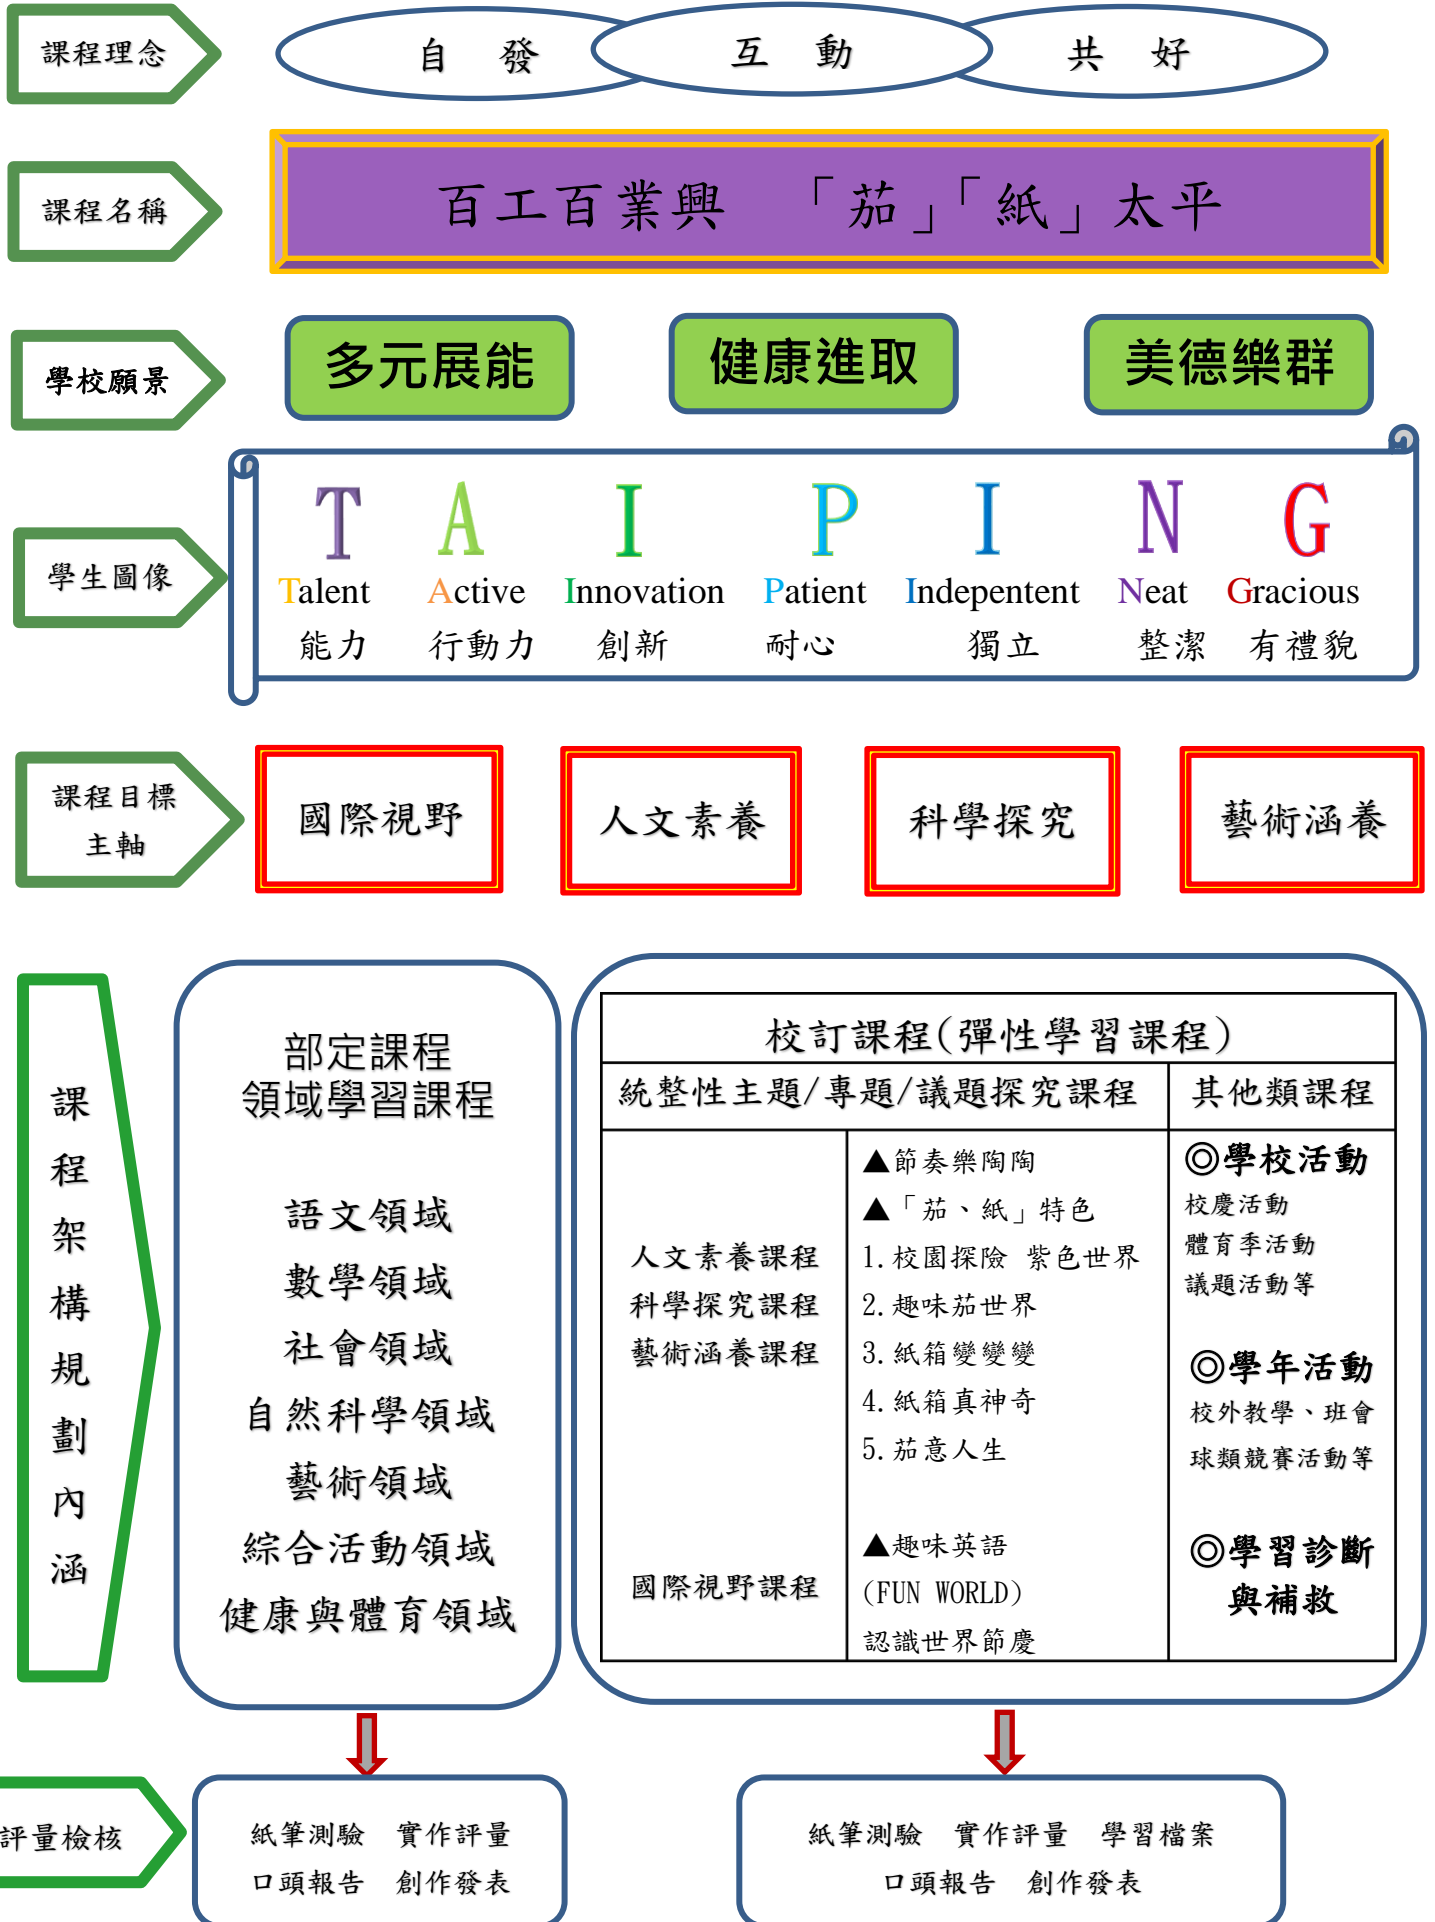 課程理念
自 發 互 動 共 好
課程名稱
百工百業興 「茄」「紙」太平
學校願景
多元展能 健康進取 美德樂群
學生圖像
T A I P I N G
Talent Active Innovation Patient Indepentent Neat Gracious
能力 行動力 創新 耐心 獨立 整潔 有禮貌
課程目標
主軸
國際視野 人文素養 科學探究 藝術涵養
課程架構規劃內涵
部定課程
領域學習課程
語文領域
數學領域
社會領域
自然科學領域
藝術領域
綜合活動領域
健康與體育領域
校訂課程(彈性學習課程)
統整性主題/專題/議題探究課程
其他類課程
人文素養課程
科學探究課程
藝術涵養課程
國際視野課程
▲節奏樂陶陶
▲「茄、紙」特色
1.校園探險 紫色世界
2.趣味茄世界
3.紙箱變變變
4.紙箱真神奇
5.茄意人生
▲趣味英語
(FUN WORLD)
認識世界節慶
◎學校活動
校慶活動
體育季活動
議題活動等
◎學年活動
校外教學、班會
球類競賽活動等
◎學習診斷
與補救
評量檢核
紙筆測驗 實作評量
口頭報告 創作發表
紙筆測驗 實作評量 學習檔案
口頭報告 創作發表